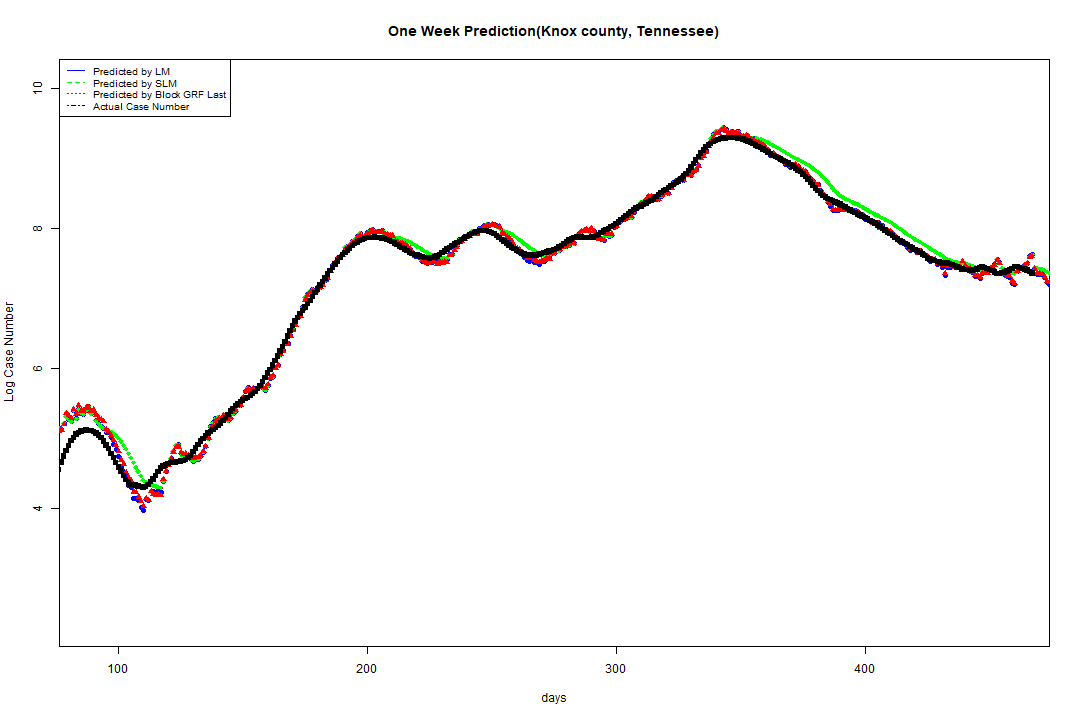 One Week Prediction(Knox county, Tennessee)
Predicted by LM
Predicted by SLM
Predicted by Block GRF Last
Actual Case Number
10
8
6
4
Log Case Number
100 200 300 400
days